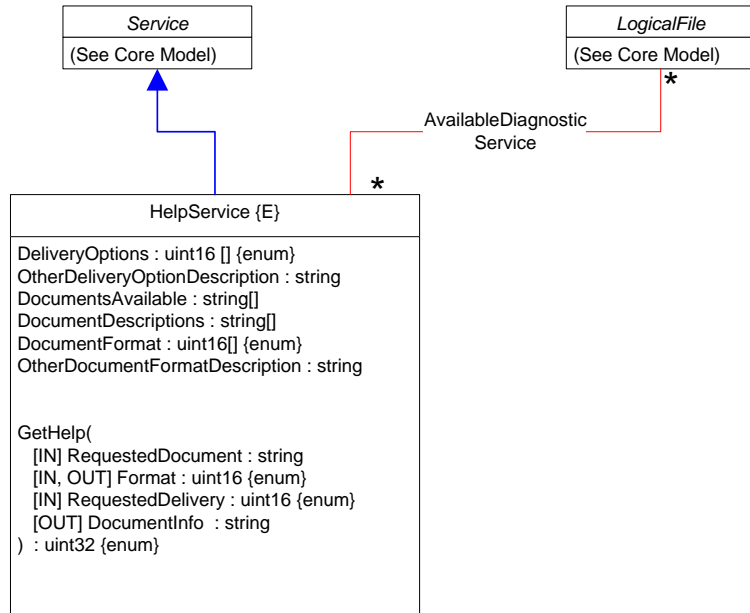 Service
(See Core Model)
LogicalFile
(See Core Model)
*
AvailableDiagnostic
Service
*
HelpService {E}
DeliveryOptions : uint16 [] {enum}
OtherDeliveryOptionDescription : string
DocumentsAvailable : string[]
DocumentDescriptions : string[]
DocumentFormat : uint16[] {enum}
OtherDocumentFormatDescription : string
GetHelp(
[IN] RequestedDocument : string
[IN, OUT] Format : uint16 {enum}
[IN] RequestedDelivery : uint16 {enum}
[OUT] DocumentInfo : string
) : uint32 {enum}